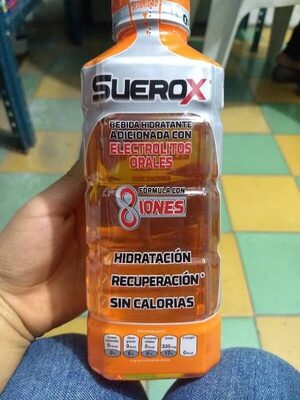 SUEROX
BEBIDA HIDRATANTE
ADICIONADA CON
ELECTROLITOS
ORALES
FÓRMULA CON
8 IONES
HIDRATACIÓN
RECUPERACIÓN*
SIN CALORIAS